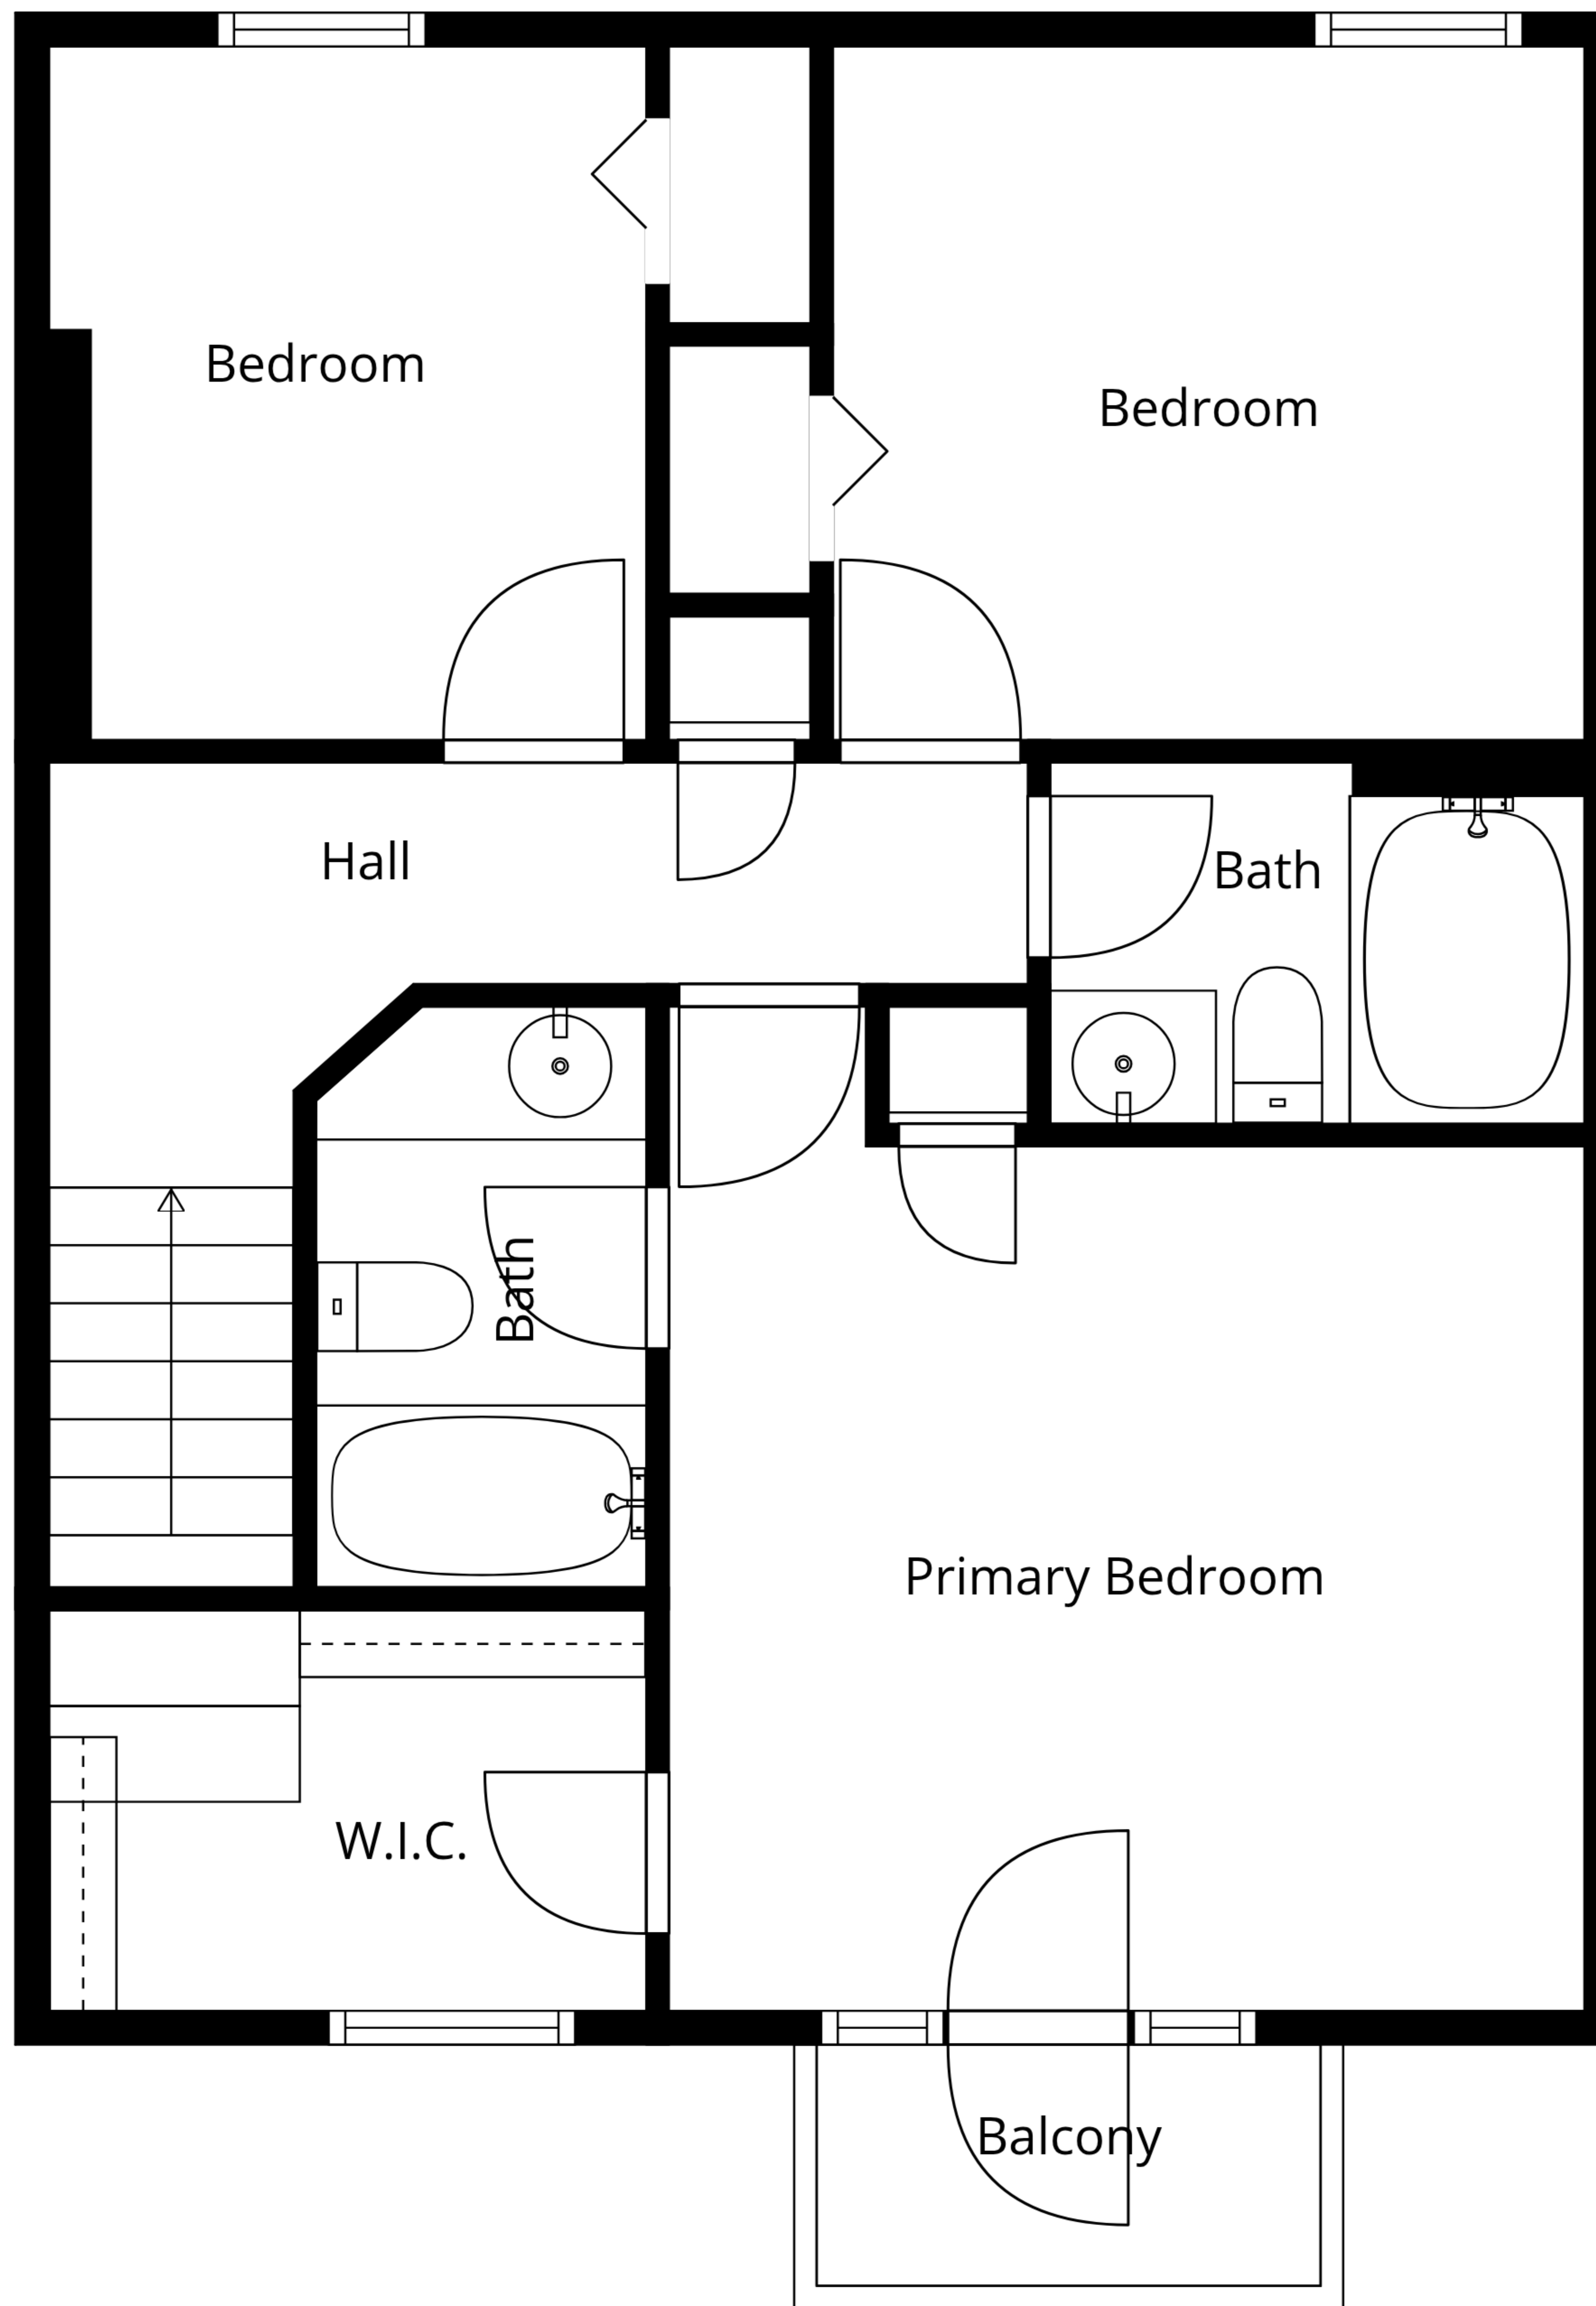 Bedroom
Bedroom
Hall
Bath
Bath
Primary Bedroom
W.I.C.
Balcony